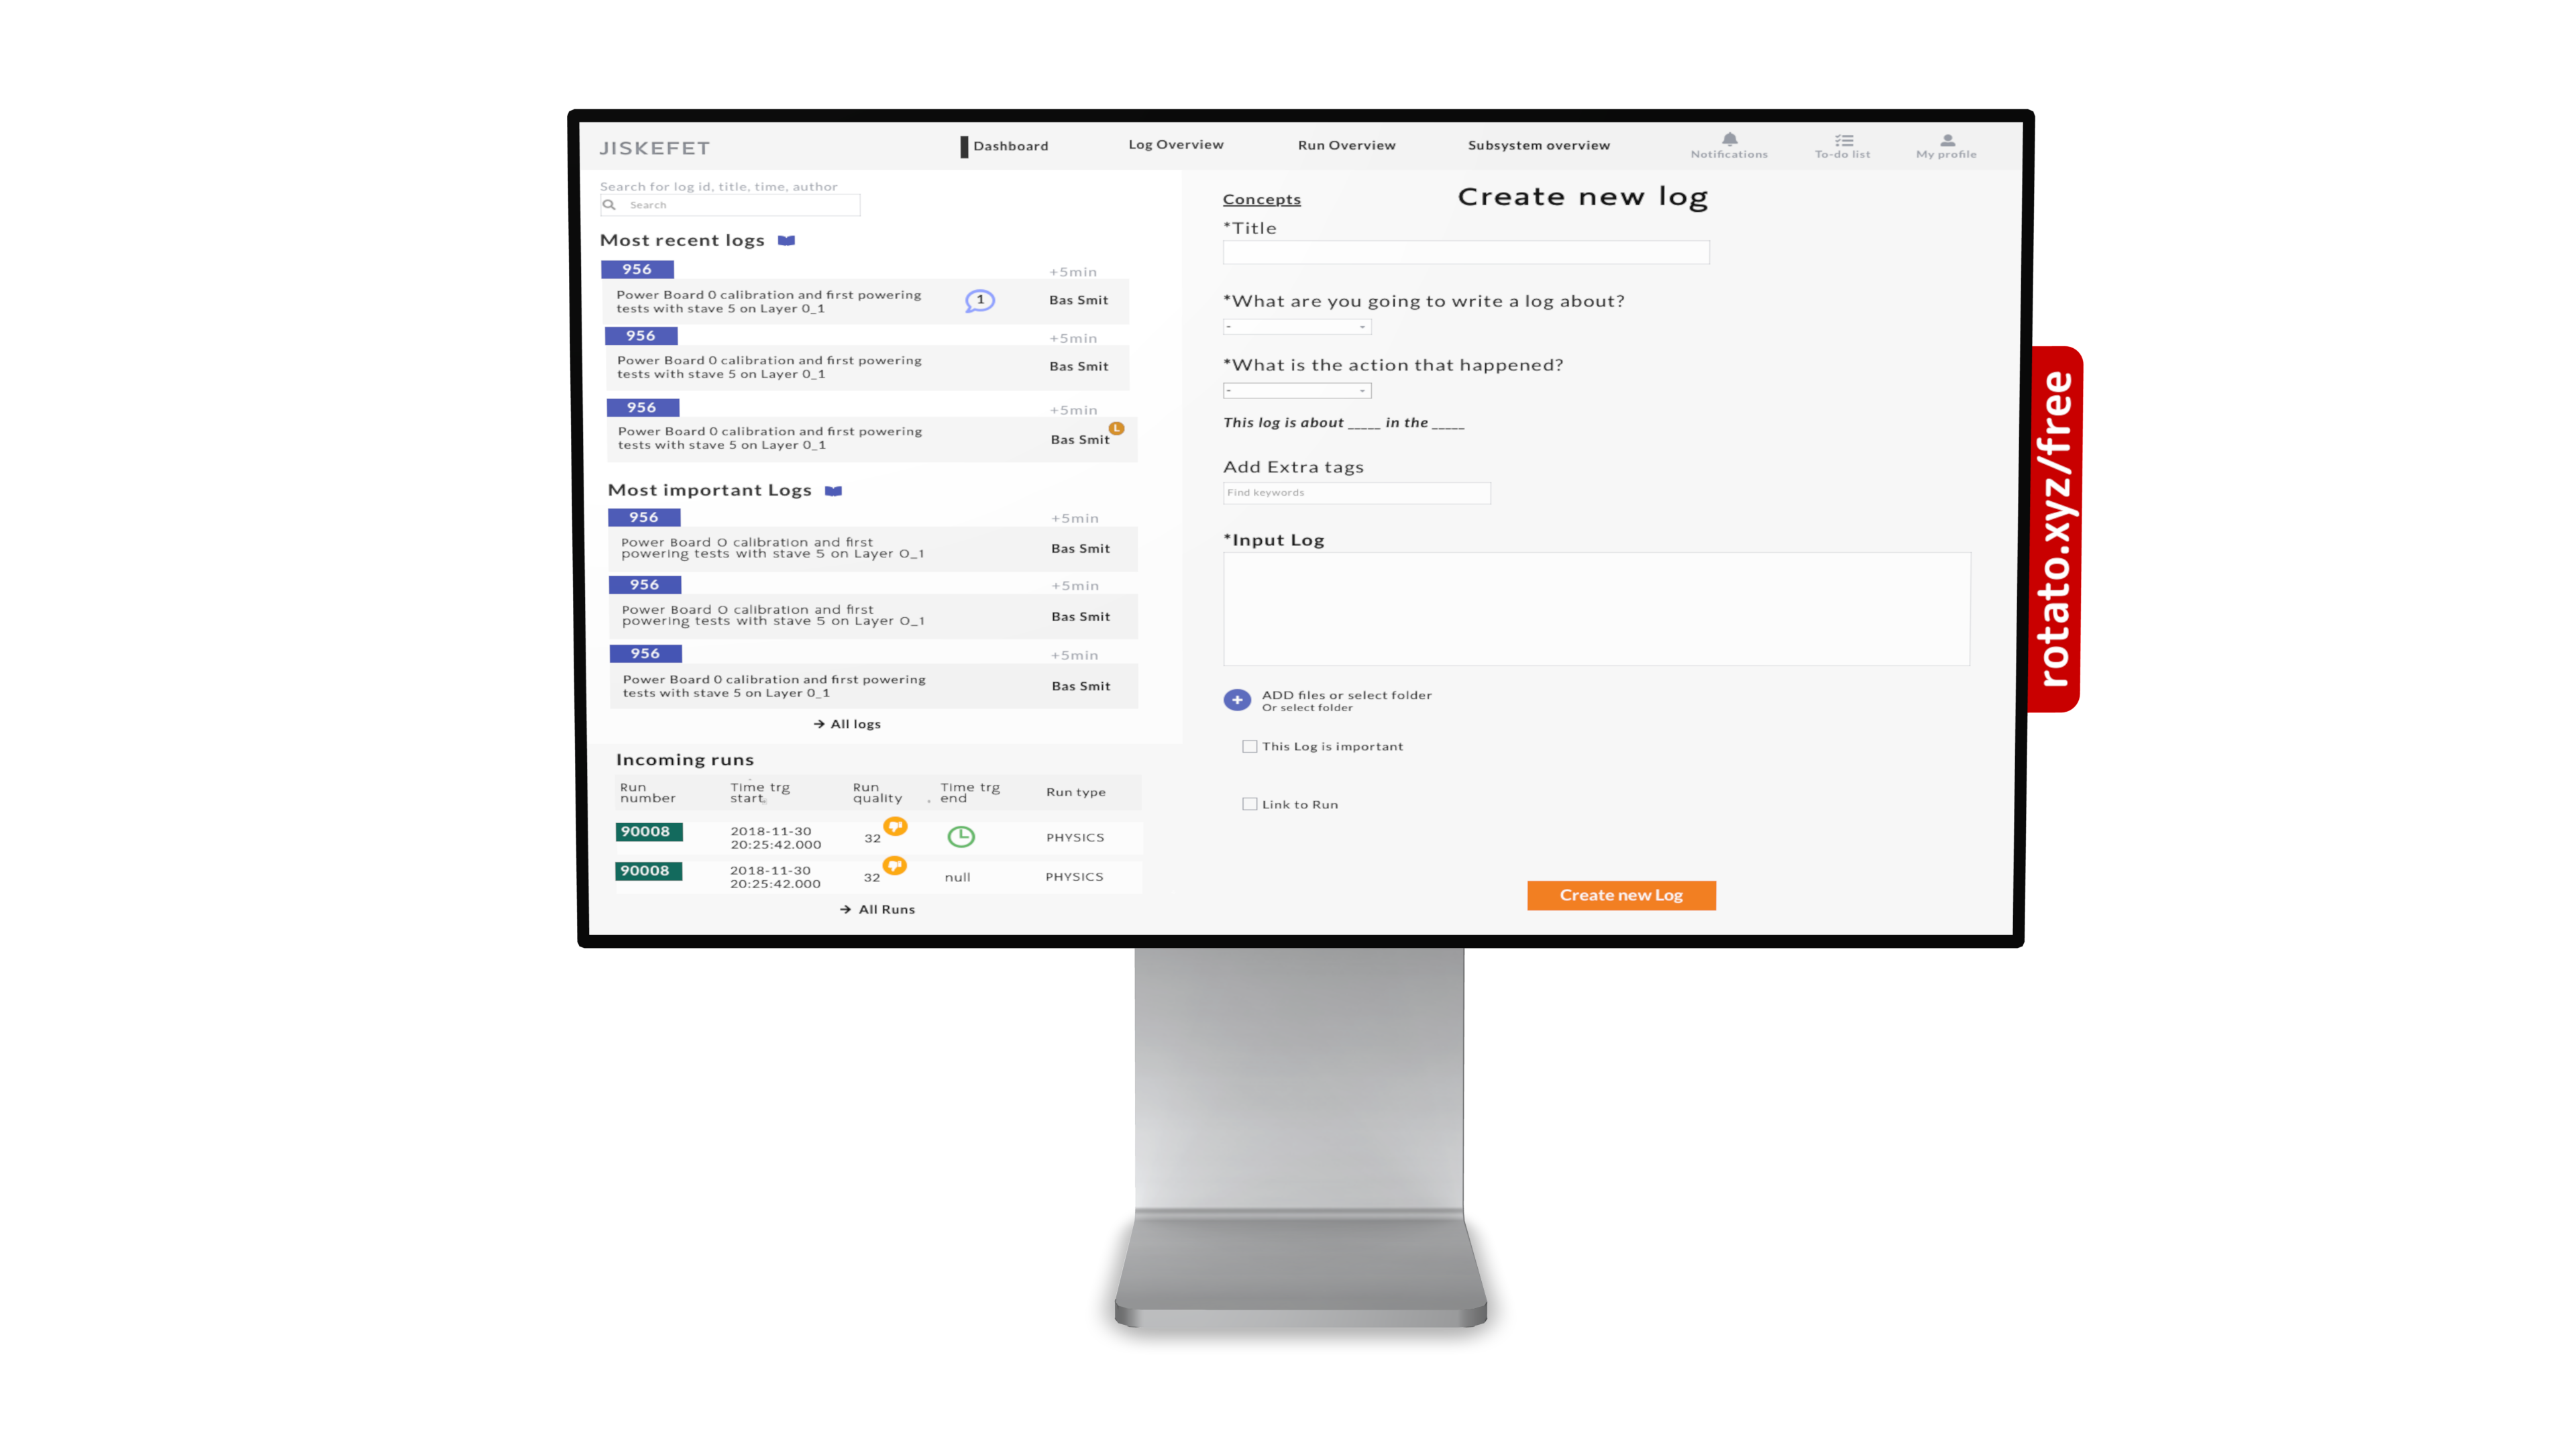 JISKEFET
Dashboard
Log Overview
Run Overview
Subsystem overview
Notifications
To-do list
My profile
Search for log id, title, time, author
Search
Most recent logs
956
+5min
Power Board 0 calibration and first powering
tests with stave 5 on Layer 0_1
1
Bas Smit
956
+5min
Power Board 0 calibration and first powering
tests with stave 5 on Layer 0_1
Bas Smit
956
+5min
Power Board 0 calibration and first powering
tests with stave 5 on Layer 0_1
Bas Smit
L
Most important Logs
956
+5min
Power Board O calibration and first
powering tests with stave 5 on Layer O_1
Bas Smit
956
+5min
Power Board O calibration and first
powering tests with stave 5 on Layer O_1
Bas Smit
956
+5min
Power Board 0 calibration and first powering
tests with stave 5 on Layer 0_1
Bas Smit
→ All logs
Incoming runs
Run
number
Time trg
start
Run
quality
Time trg
end
Run type
90008
2018-11-30
20:25:42.000
32
PHYSICS
90008
2018-11-30
20:25:42.000
32
null
PHYSICS
→ All Runs
Concepts
Create new log
*Title
*What are you going to write a log about?
-
*What is the action that happened?
-
This log is about _____ in the _____
Add Extra tags
Find keywords
*Input Log
+
ADD files or select folder
Or select folder
This Log is important
Link to Run
Create new Log
rotato.xyz/free